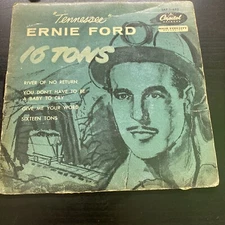 "Tennessee"
Capitol
ERNIE FORD
16 TONS
RIVER OF NO RETURN
YOU DON'T HAVE TO BE
A BABY TO CRY
GIVE ME YOUR WORD
SIXTEEN TONS